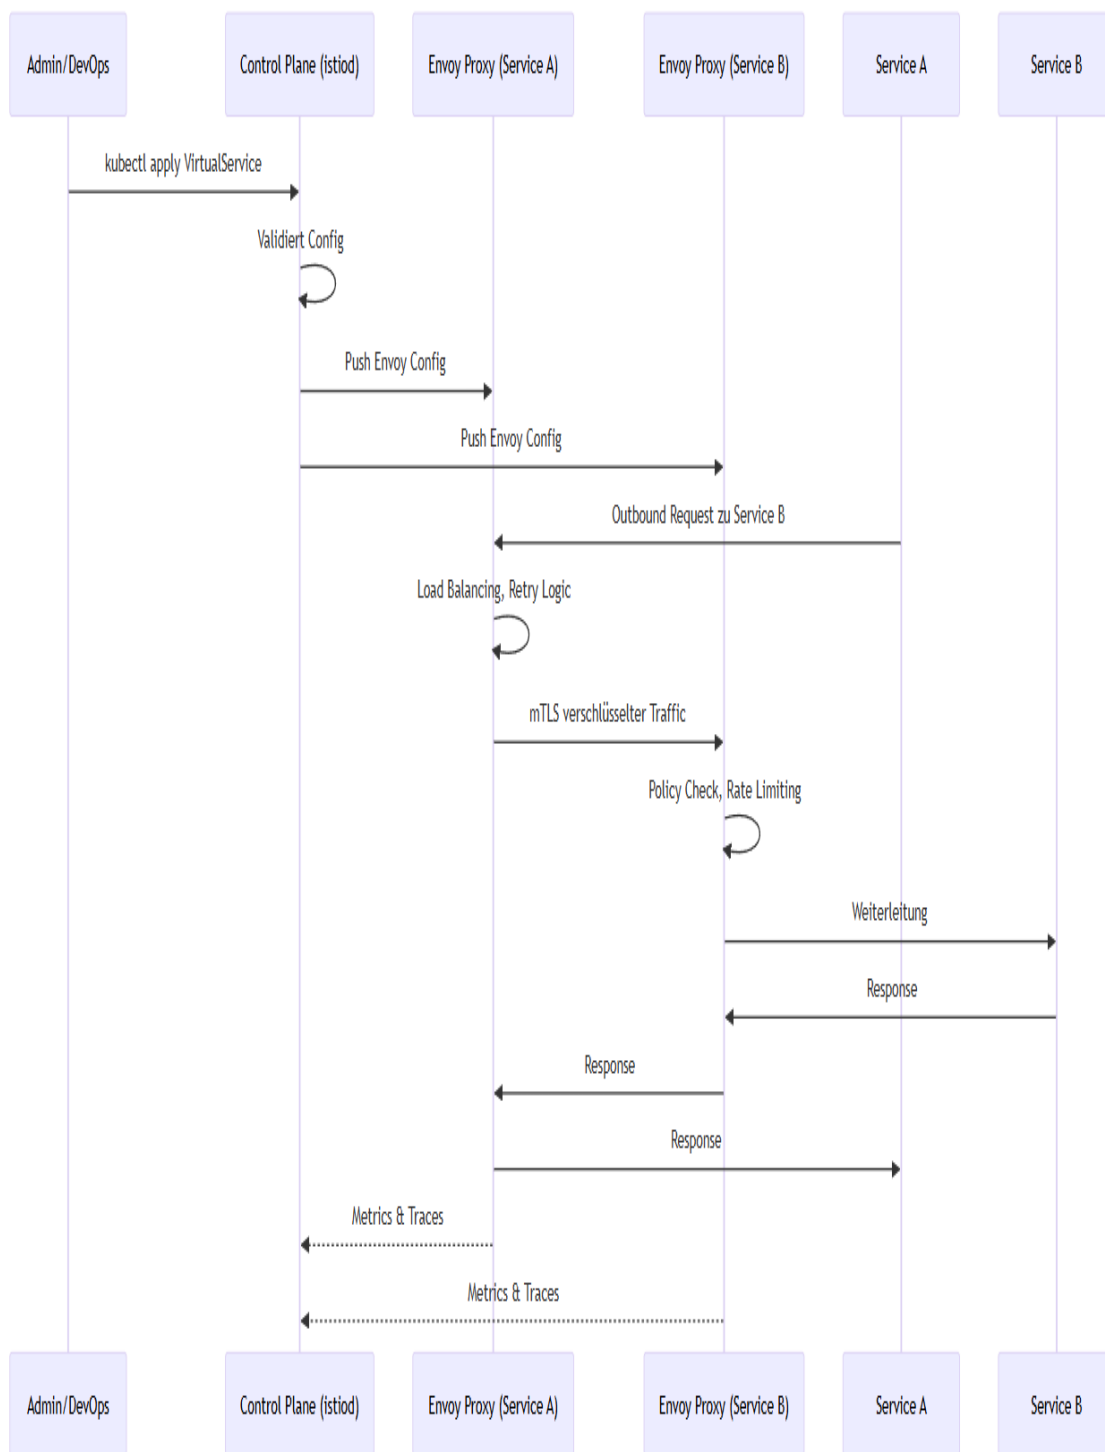 Admin/DevOps
Control Plane (istiod)
Envoy Proxy (Service A)
Envoy Proxy (Service B)
Service A
Service B
kubectl apply VirtualService
Validiert Config
Push Envoy Config
Push Envoy Config
Outbound Request zu Service B
Load Balancing, Retry Logic
mTLS verschlüsselter Traffic
Policy Check, Rate Limiting
Weiterleitung
Response
Response
Response
Metrics & Traces
Metrics & Traces
Admin/DevOps
Control Plane (istiod)
Envoy Proxy (Service A)
Envoy Proxy (Service B)
Service A
Service B